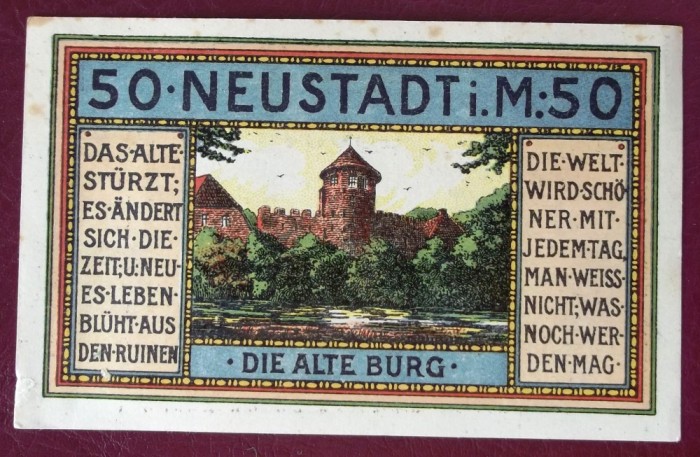 50·NEUSTADT i. M.·50
DAS·ALTE·
STÜRZT;
ES·ÄNDERT
SICH·DIE·
ZEIT;U:NEU-
ES·LEBEN·
BLÜHT·AUS
DEN·RUINEN
DIE·WELT·
WIRD·SCHÖ
NER·MIT·
JEDEM·TAG,
MAN·WEISS·
NICHT,WAS·
NOCH·WER-
DEN·MAG·
·DIE ALTE BURG·